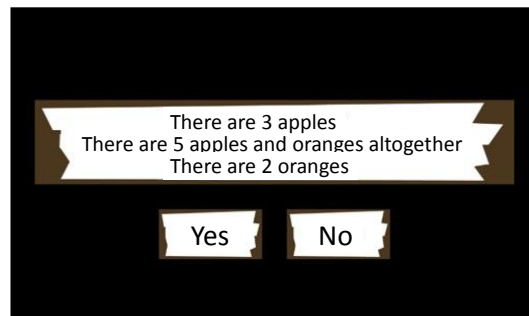 There are 3 apples
There are 5 apples and oranges altogether
There are 2 oranges
Yes
No